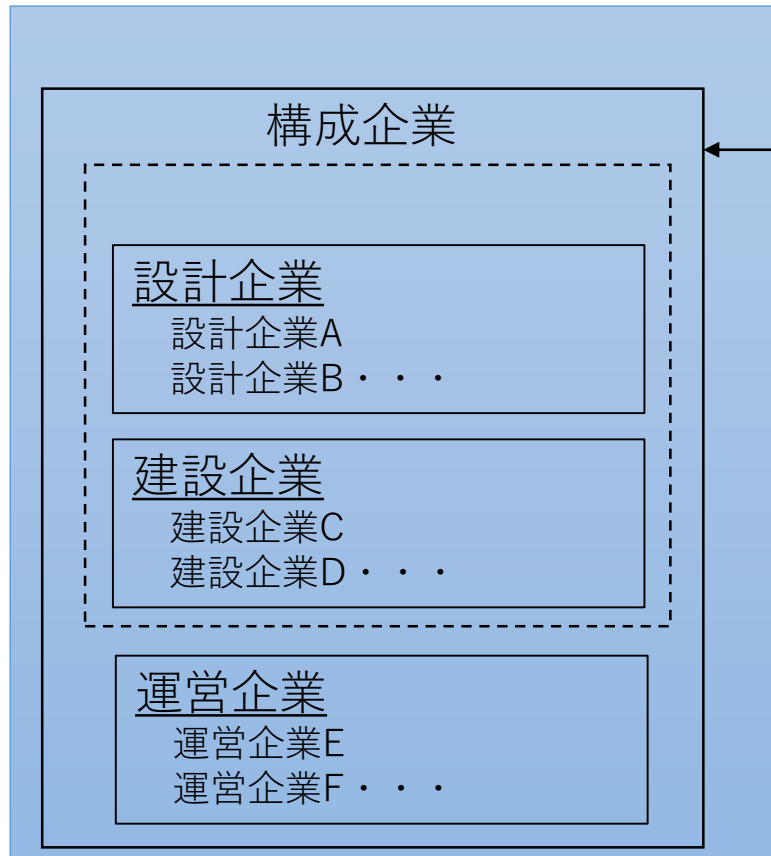 構成企業
設計企業
設計企業A
設計企業B・・・
建設企業
建設企業C
建設企業D・・・
運営企業
運営企業E
運営企業F・・・